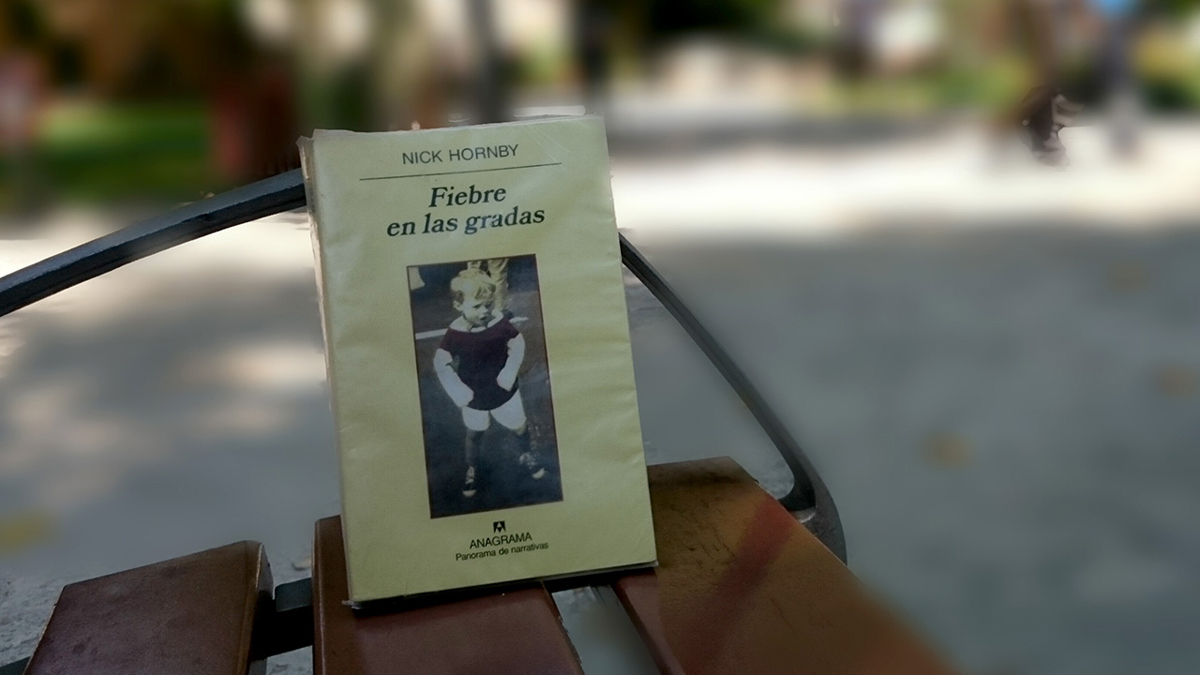 NICK HORNBY
Fiebre
en las gradas
ANAGRAMA
Panorama de narrativas